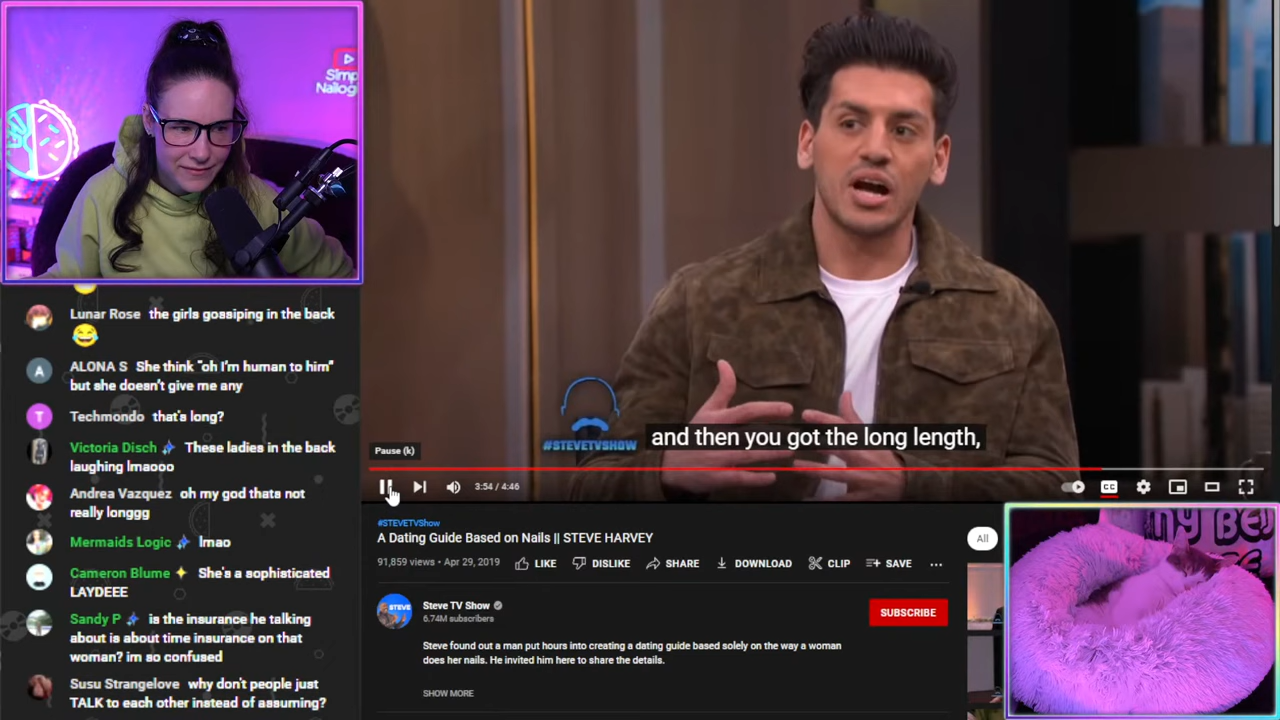 Simp
Nailog
Lunar Rose the girls gossiping in the back
😂
ALONA S She think “oh I’m human to him”
but she doesn’t give me any
Techmondo that's long?
Victoria Disch These ladies in the back
laughing lmaooo
Andrea Vazquez oh my god thats not
really longgg
Mermaids Logic lmao
Cameron Blume She's a sophisticated
LAYDEEE
Sandy P is the insurance he talking
about is about time insurance on that
woman? im so confused
Susu Strangelove why don't people just
TALK to each other instead of assuming?
A
T
#STEVETVSHOW
and then you got the long length,
Pause (k)
3:54 / 4:46
CC
#STEVETVShow
A Dating Guide Based on Nails || STEVE HARVEY
91,859 views • Apr 29, 2019
LIKE
DISLIKE
SHARE
DOWNLOAD
CLIP
SAVE
...
All
STEVE
Steve TV Show
6.74M subscribers
SUBSCRIBE
Steve found out a man put hours into creating a dating guide based solely on the way a woman
does her nails. He invited him here to share the details.
SHOW MORE